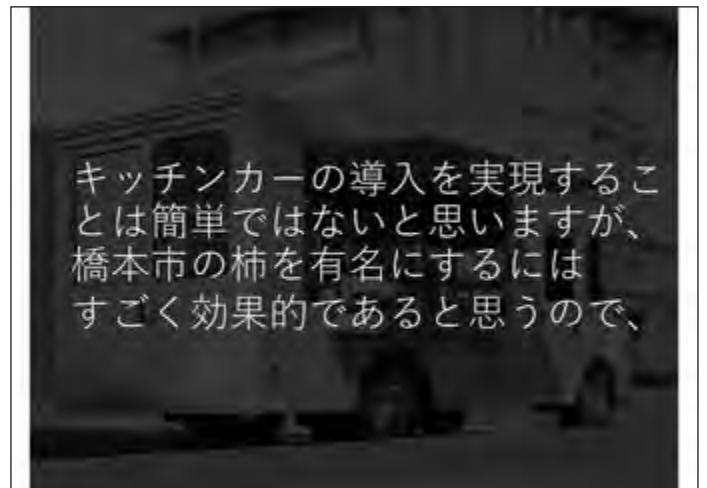 キッチンカーの導入を実現するこ
とは簡単ではないと思いますが、
橋本市の柿を有名にするには
すごく効果的であると思うので、